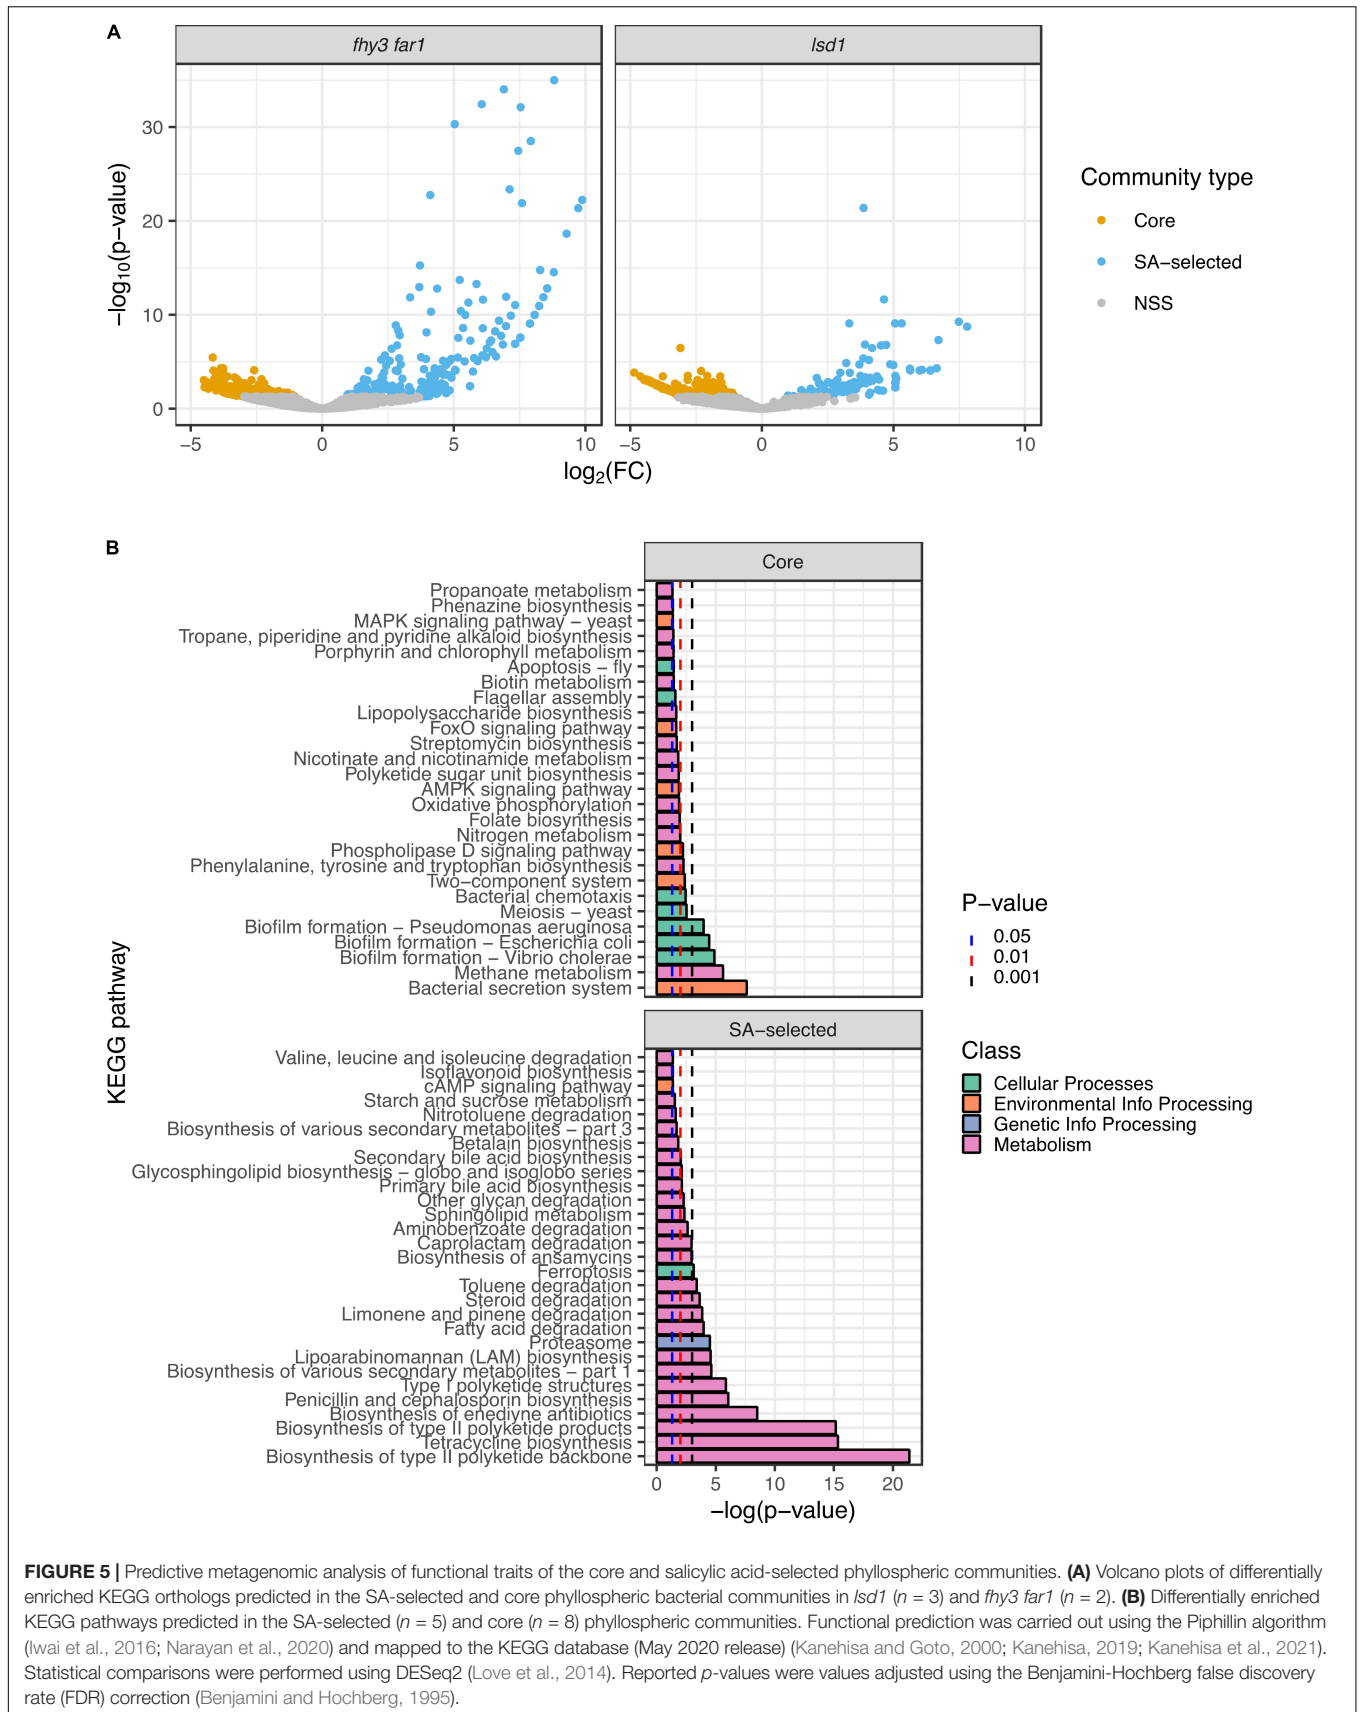 A
fhy3 far1
lsd1
30
20
10
0
−log10(p−value)
−5
0
5
10
−5
0
5
10
log2(FC)
Community type
Core
SA−selected
NSS
B
Core
Propanoate metabolism
Phenazine biosynthesis
MAPK signaling pathway − yeast
Tropane, piperidine and pyridine alkaloid biosynthesis
Porphyrin and chlorophyll metabolism
Apoptosis − fly
Biotin metabolism
Flagellar assembly
Lipopolysaccharide biosynthesis
FoxO signaling pathway
Streptomycin biosynthesis
Nicotinate and nicotinamide metabolism
Polyketide sugar unit biosynthesis
AMPK signaling pathway
Oxidative phosphorylation
Folate biosynthesis
Nitrogen metabolism
Phospholipase D signaling pathway
Phenylalanine, tyrosine and tryptophan biosynthesis
Two−component system
Bacterial chemotaxis
Meiosis − yeast
Biofilm formation − Pseudomonas aeruginosa
Biofilm formation − Escherichia coli
Biofilm formation − Vibrio cholerae
Methane metabolism
Bacterial secretion system
KEGG pathway
SA−selected
Valine, leucine and isoleucine degradation
Isoflavonoid biosynthesis
cAMP signaling pathway
Starch and sucrose metabolism
Nitrotoluene degradation
Biosynthesis of various secondary metabolites − part 3
Betalain biosynthesis
Secondary bile acid biosynthesis
Glycosphingolipid biosynthesis − globo and isoglobo series
Primary bile acid biosynthesis
Other glycan degradation
Sphingolipid metabolism
Aminobenzoate degradation
Caprolactam degradation
Biosynthesis of ansamycins
Ferroptosis
Toluene degradation
Steroid degradation
Limonene and pinene degradation
Fatty acid degradation
Proteasome
Lipoarabinomannan (LAM) biosynthesis
Biosynthesis of various secondary metabolites − part 1
Type I polyketide structures
Penicillin and cephalosporin biosynthesis
Biosynthesis of enediyne antibiotics
Biosynthesis of type II polyketide products
Tetracycline biosynthesis
Biosynthesis of type II polyketide backbone
0
5
10
15
20
−log(p−value)
P−value
0.05
0.01
0.001
Class
Cellular Processes
Environmental Info Processing
Genetic Info Processing
Metabolism
FIGURE 5 | Predictive metagenomic analysis of functional traits of the core and salicylic acid-selected phyllospheric communities. (A) Volcano plots of differentially
enriched KEGG orthologs predicted in the SA-selected and core phyllospheric bacterial communities in lsd1 (n = 3) and fhy3 far1 (n = 2). (B) Differentially enriched
KEGG pathways predicted in the SA-selected (n = 5) and core (n = 8) phyllospheric communities. Functional prediction was carried out using the Piphillin algorithm
(Iwai et al., 2016; Narayan et al., 2020) and mapped to the KEGG database (May 2020 release) (Kanehisa and Goto, 2000; Kanehisa, 2019; Kanehisa et al., 2021).
Statistical comparisons were performed using DESeq2 (Love et al., 2014). Reported p-values were values adjusted using the Benjamini-Hochberg false discovery
rate (FDR) correction (Benjamini and Hochberg, 1995).